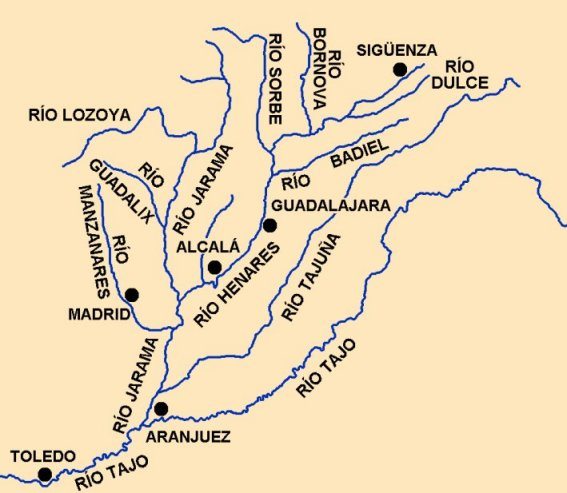 SIGÜENZA
RÍO
BORNOVA
RÍO SORBE
RÍO
DULCE
RÍO LOZOYA
RÍO JARAMA
RÍO
GUADALIX
RÍO
MANZANARES
RÍO
BADIEL
GUADALAJARA
ALCALÁ
RÍO HENARES
RÍO TAJUÑA
MADRID
RÍO JARAMA
RÍO TAJO
ARANJUEZ
TOLEDO
RÍO TAJO